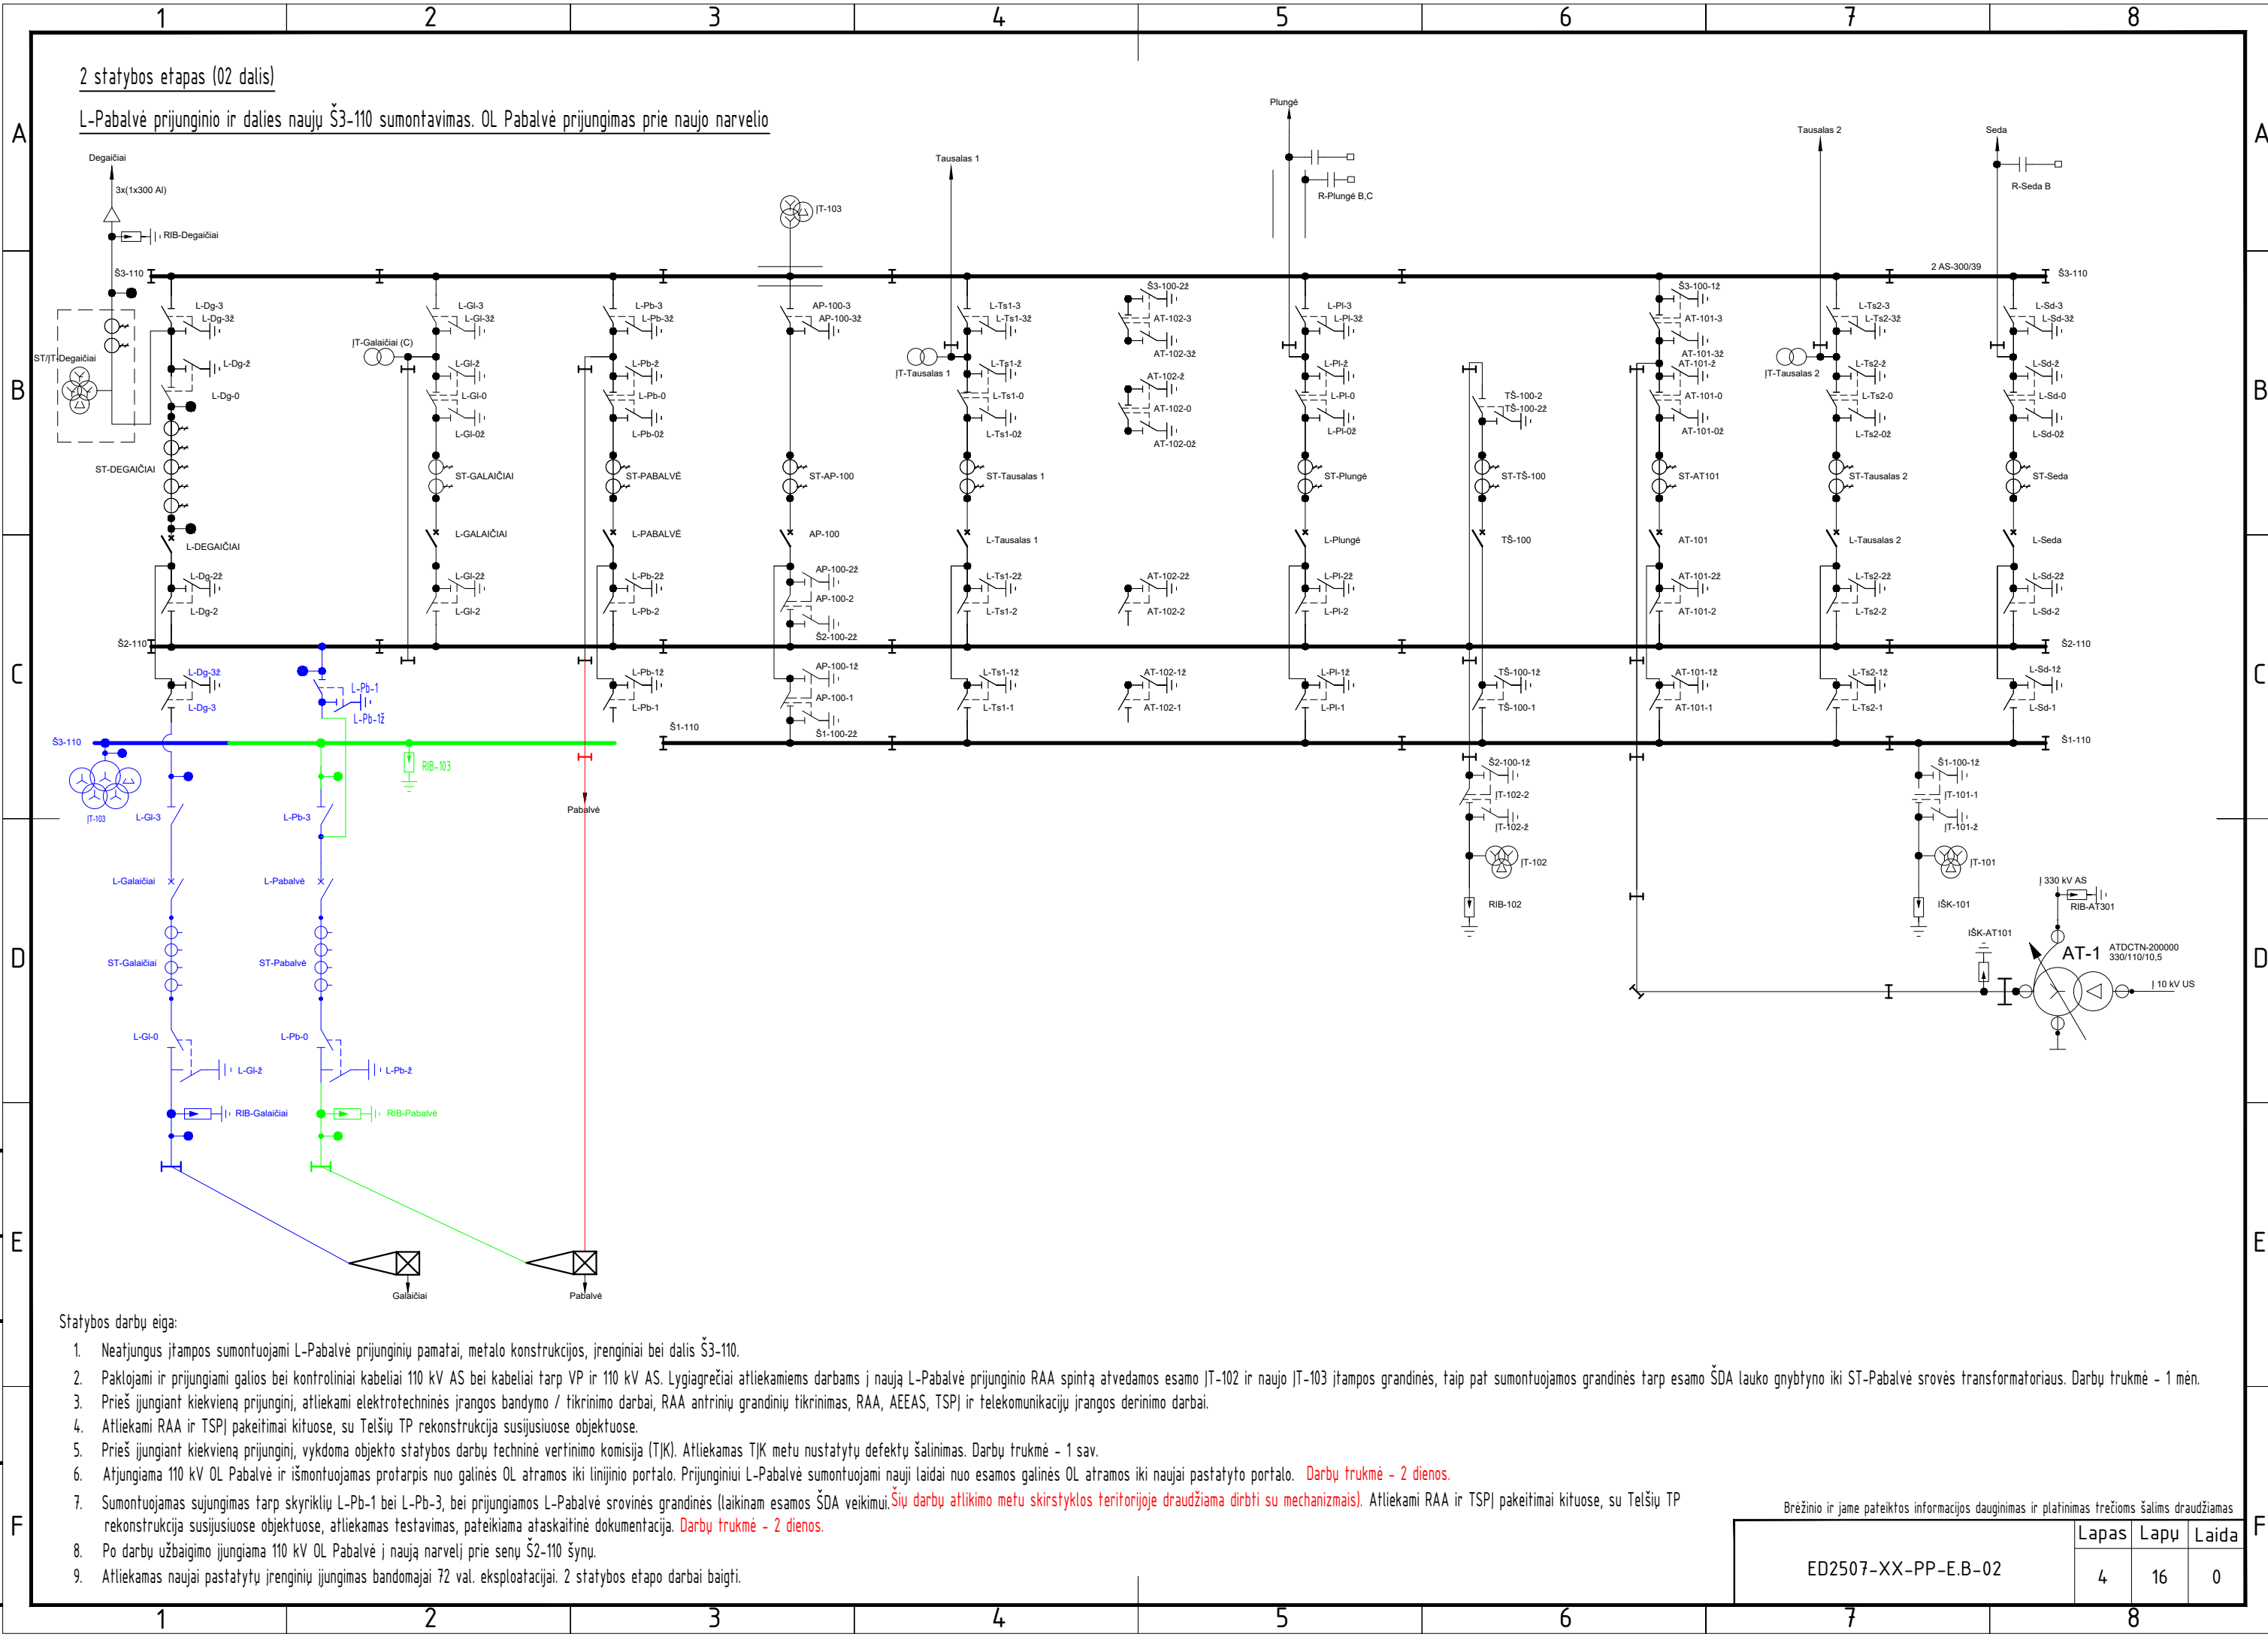 1 2 3 4 5 6 7 8
A A
B B
C C
D D
E E
F F
2 statybos etapas (02 dalis)
L-Pabalvė prijunginio ir dalies naujų Š3-110 sumontavimas. OL Pabalvė prijungimas prie naujo narvelio
Degaičiai
3x(1x300 Al)
RIB-Degaičiai
Tausalas 1
Plungė
R-Plungė B,C
Tausalas 2
Seda
R-Seda B
ĮT-103
Š3-110
2 AS-300/39
Š3-110
L-Dg-3
L-Dg-3ž
L-Dg-ž
L-Dg-0
ST/ĮT-Degaičiai
ST-DEGAIČIAI
L-DEGAIČIAI
L-Dg-2ž
L-Dg-2
L-Dg-3ž
L-Dg-3
L-Gl-3
L-Gl-3ž
ĮT-Galaičiai (C)
L-Gl-ž
L-Gl-0
L-Gl-0ž
ST-GALAIČIAI
L-GALAIČIAI
L-Gl-2ž
L-Gl-2
L-Pb-3
L-Pb-3ž
L-Pb-ž
L-Pb-0
L-Pb-0ž
ST-PABALVĖ
L-PABALVĖ
L-Pb-2ž
L-Pb-2
L-Pb-1ž
L-Pb-1
AP-100-3
AP-100-3ž
ST-AP-100
AP-100
AP-100-2ž
AP-100-2
Š2-100-2ž
AP-100-1ž
AP-100-1
Š1-100-2ž
L-Ts1-3
L-Ts1-3ž
ĮT-Tausalas 1
L-Ts1-ž
L-Ts1-0
L-Ts1-0ž
ST-Tausalas 1
L-Tausalas 1
L-Ts1-2ž
L-Ts1-2
L-Ts1-1ž
L-Ts1-1
Š3-100-2ž
AT-102-3
AT-102-3ž
AT-102-ž
AT-102-0
AT-102-0ž
AT-102-2ž
AT-102-2
AT-102-1ž
AT-102-1
L-Pl-3
L-Pl-3ž
L-Pl-ž
L-Pl-0
L-Pl-0ž
ST-Plungė
L-Plungė
L-Pl-2ž
L-Pl-2
L-Pl-1ž
L-Pl-1
TŠ-100-2
TŠ-100-2ž
ST-TŠ-100
TŠ-100
TŠ-100-1ž
TŠ-100-1
Š3-100-1ž
AT-101-3
AT-101-3ž
AT-101-ž
AT-101-0
AT-101-0ž
ST-AT101
AT-101
AT-101-2ž
AT-101-2
AT-101-1ž
AT-101-1
L-Ts2-3
L-Ts2-3ž
ĮT-Tausalas 2
L-Ts2-ž
L-Ts2-0
L-Ts2-0ž
ST-Tausalas 2
L-Tausalas 2
L-Ts2-2ž
L-Ts2-2
L-Ts2-1ž
L-Ts2-1
L-Sd-3
L-Sd-3ž
L-Sd-ž
L-Sd-0
L-Sd-0ž
ST-Seda
L-Seda
L-Sd-2ž
L-Sd-2
L-Sd-1ž
L-Sd-1
Š2-110
Š2-110
L-Pb-1
L-Pb-1ž
Š3-110
Š1-110
Š1-110
RIB-103
ĮT-103
Pabalvė
L-Gl-3
L-Galaičiai
ST-Galaičiai
L-Gl-0
L-Gl-ž
RIB-Galaičiai
L-Pb-3
L-Pabalvė
ST-Pabalvė
L-Pb-0
L-Pb-ž
RIB-Pabalvė
Galaičiai
Pabalvė
Š2-100-1ž
ĮT-102-2
ĮT-102-ž
ĮT-102
RIB-102
Š1-100-1ž
ĮT-101-1
ĮT-101-ž
ĮT-101
IŠK-101
Į 330 kV AS
RIB-AT301
IŠK-AT101
AT-1
ATDCTN-200000
330/110/10,5
Į 10 kV US
Statybos darbų eiga:
1. Neatjungus įtampos sumontuojami L-Pabalvė prijunginių pamatai, metalo konstrukcijos, įrenginiai bei dalis Š3-110.
2. Paklojami ir prijungiami galios bei kontroliniai kabeliai 110 kV AS bei kabeliai tarp VP ir 110 kV AS. Lygiagrečiai atliekamiems darbams į naują L-Pabalvė prijunginio RAA spintą atvedamos esamo ĮT-102 ir naujo ĮT-103 įtampos grandinės, taip pat sumontuojamos grandinės tarp esamo ŠDA lauko gnybtyno iki ST-Pabalvė srovės transformatoriaus. Darbų trukmė - 1 mėn.
3. Prieš įjungiant kiekvieną prijunginį, atliekami elektrotechninės įrangos bandymo / tikrinimo darbai, RAA antrinių grandinių tikrinimas, RAA, AEEAS, TSPĮ ir telekomunikacijų įrangos derinimo darbai.
4. Atliekami RAA ir TSPĮ pakeitimai kituose, su Telšių TP rekonstrukcija susijusiuose objektuose.
5. Prieš įjungiant kiekvieną prijunginį, vykdoma objekto statybos darbų techninė vertinimo komisija (TĮK). Atliekamas TĮK metu nustatytų defektų šalinimas. Darbų trukmė - 1 sav.
6. Atjungiama 110 kV OL Pabalvė ir išmontuojamas protarpis nuo galinės OL atramos iki linijinio portalo. Prijunginiui L-Pabalvė sumontuojami nauji laidai nuo esamos galinės OL atramos iki naujai pastatyto portalo. Darbų trukmė - 2 dienos.
7. Sumontuojamas sujungimas tarp skyriklių L-Pb-1 bei L-Pb-3, bei prijungiamos L-Pabalvė srovinės grandinės (laikinam esamos ŠDA veikimui. Šių darbų atlikimo metu skirstyklos teritorijoje draudžiama dirbti su mechanizmais). Atliekami RAA ir TSPĮ pakeitimai kituose, su Telšių TP
rekonstrukcija susijusiuose objektuose, atliekamas testavimas, pateikiama ataskaitinė dokumentacija. Darbų trukmė - 2 dienos.
8. Po darbų užbaigimo įjungiama 110 kV OL Pabalvė į naują narvelį prie senų Š2-110 šynų.
9. Atliekamas naujai pastatytų įrenginių įjungimas bandomajai 72 val. eksploatacijai. 2 statybos etapo darbai baigti.
Brėžinio ir jame pateiktos informacijos dauginimas ir platinimas trečioms šalims draudžiamas
Lapas Lapų Laida
ED2507-XX-PP-E.B-02 4 16 0
1 2 3 4 5 6 7 8